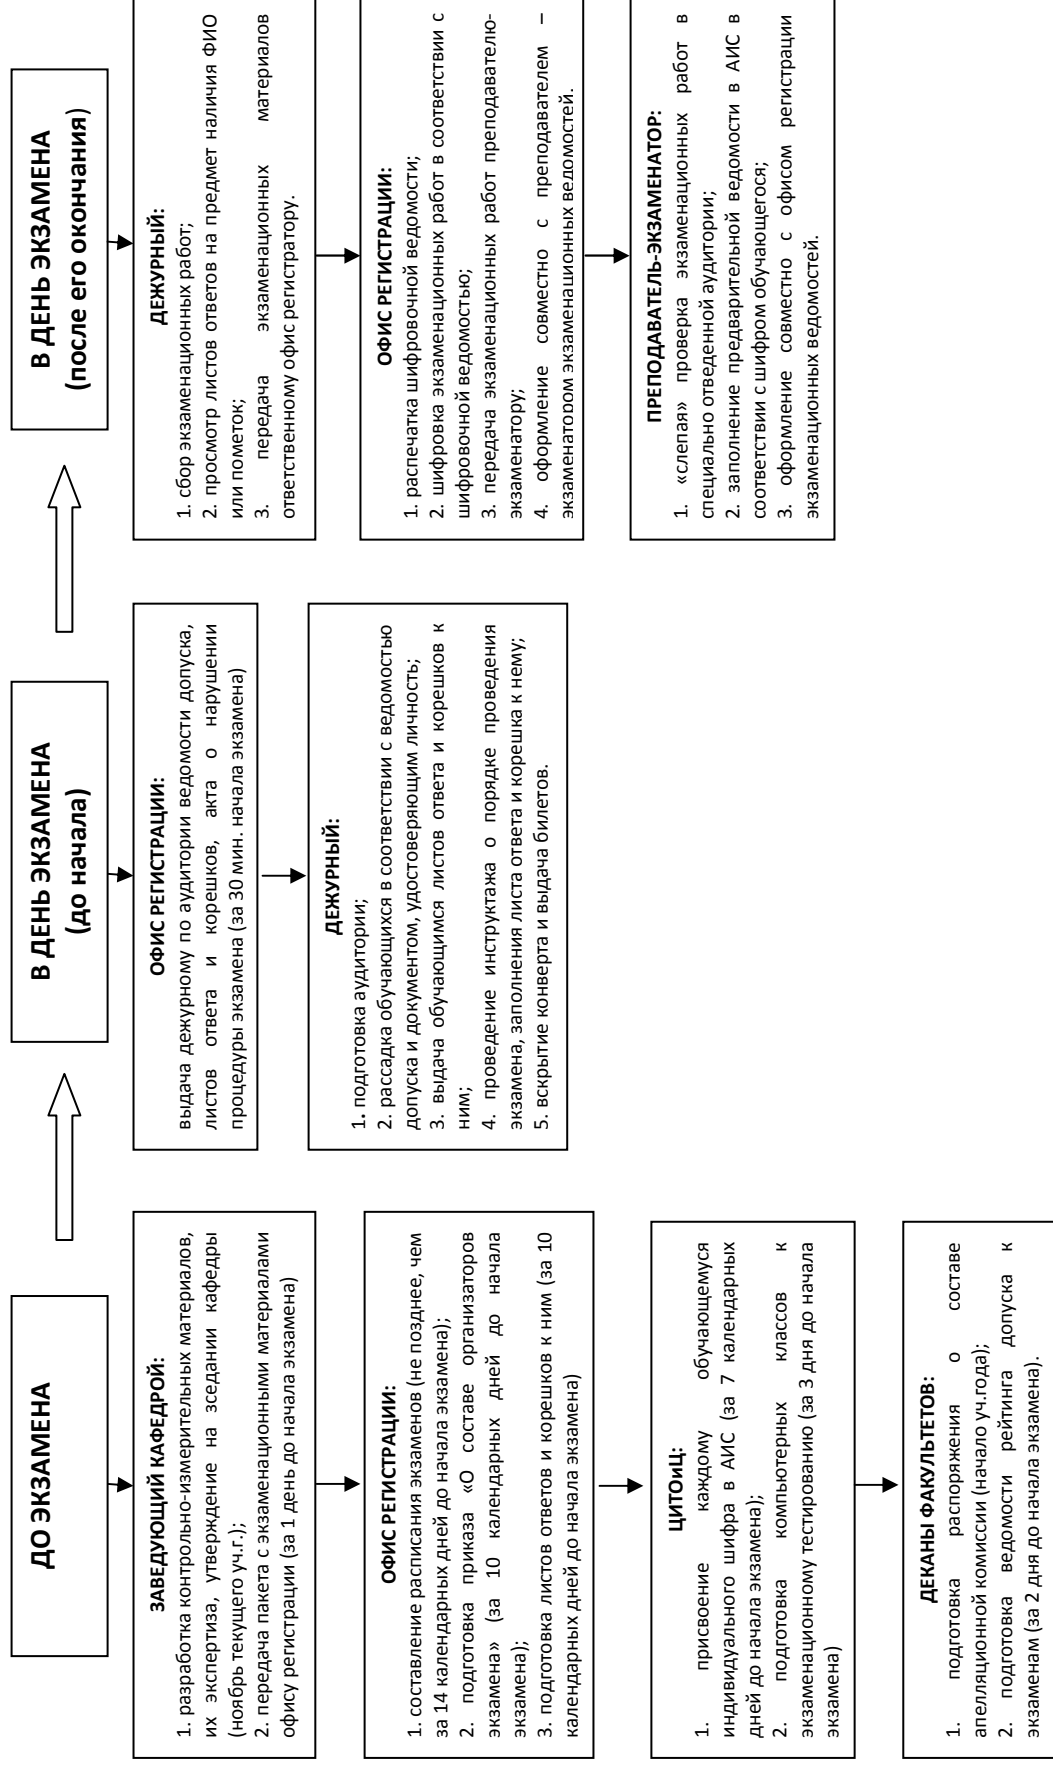 ДО ЭКЗАМЕНА
ЗАВЕДУЮЩИЙ КАФЕДРОЙ:
1. разработка контрольно-измерительных материалов,
их экспертиза, утверждение на зседании кафедры
(ноябрь текущего уч.г.);
2. передача пакета с экзаменационными материалами
офису регистрации (за 1 день до начала экзамена)
ОФИС РЕГИСТРАЦИИ:
1. составление расписания экзаменов (не позднее, чем
за 14 календарных дней до начала экзамена);
2. подготовка приказа «О составе организаторов
экзамена» (за 10 календарных дней до начала
экзамена);
3. подготовка листов ответов и корешков к ним (за 10
календарных дней до начала экзамена)
ЦИТОиЦ:
1. присвоение каждому обучающемуся
индивидуального шифра в АИС (за 7 календарных
дней до начала экзамена);
2. подготовка компьютерных классов к
экзаменационному тестированию (за 3 дня до начала
экзамена)
ДЕКАНЫ ФАКУЛЬТЕТОВ:
1. подготовка распоряжения о составе
апелляционной комиссии (начало уч.года);
2. подготовка ведомости рейтинга допуска к
экзаменам (за 2 дня до начала экзамена).
В ДЕНЬ ЭКЗАМЕНА
(до начала)
ОФИС РЕГИСТРАЦИИ:
выдача дежурному по аудитории ведомости допуска,
листов ответа и корешков, акта о нарушении
процедуры экзамена (за 30 мин. начала экзамена)
ДЕЖУРНЫЙ:
1. подготовка аудитории;
2. рассадка обучающихся в соответствии с ведомостью
допуска и документом, удостоверяющим личность;
3. выдача обучающимся листов ответа и корешков к
ним;
4. проведение инструктажа о порядке проведения
экзамена, заполнения листа ответа и корешка к нему;
5. вскрытие конверта и выдача билетов.
В ДЕНЬ ЭКЗАМЕНА
(после его окончания)
ДЕЖУРНЫЙ:
1. сбор экзаменационных работ;
2. просмотр листов ответов на предмет наличия ФИО
или пометок;
3. передача экзаменационных материалов
ответственному офис регистратору.
ОФИС РЕГИСТРАЦИИ:
1. распечатка шифровочной ведомости;
2. шифровка экзаменационных работ в соответствии с
шифровочной ведомостью;
3. передача экзаменационных работ преподавателю-
экзаменатору;
4. оформление совместно с преподавателем –
экзаменатором экзаменационных ведомостей.
ПРЕПОДАВАТЕЛЬ-ЭКЗАМЕНАТОР:
1. «слепая» проверка экзаменационных работ в
специально отведенной аудитории;
2. заполнение предварительной ведомости в АИС в
соответствии с шифром обучающегося;
3. оформление совместно с офисом регистрации
экзаменационных ведомостей.